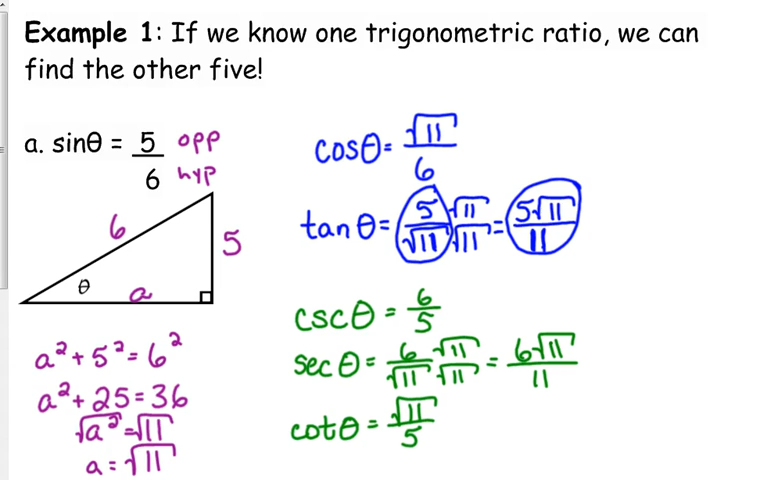 Example 1: If we know one trigonometric ratio, we can
find the other five!
a. sinθ = 5/6 opp hyp
6
5
θ
a
a² + 5² = 6²
a² + 25 = 36
√a² = √11
a = √11
cosθ = √11/6
tanθ = 5/√11 √11/√11 = 5√11/11
cscθ = 6/5
secθ = 6/√11 √11/√11 = 6√11/11
cotθ = √11/5